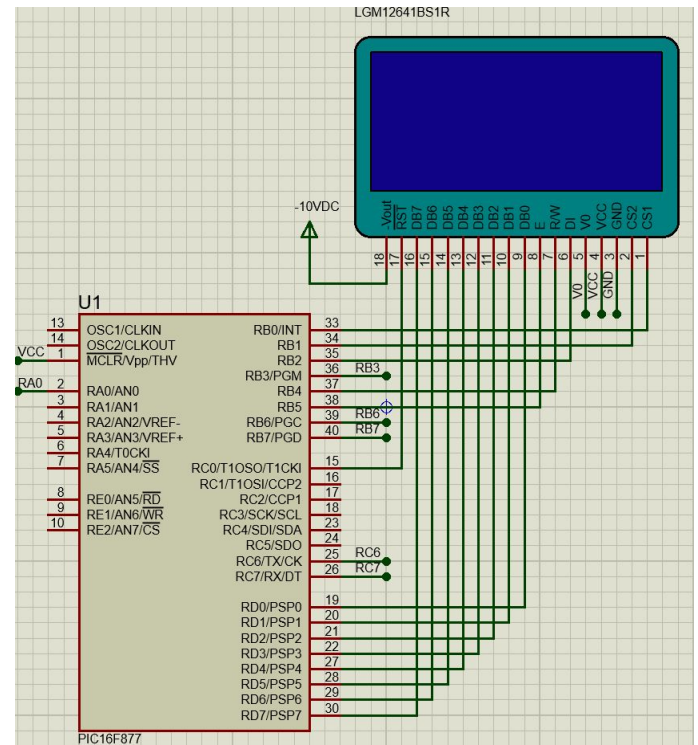 LGM12641BS1R
-Vout RST DB7 DB6 DB5 DB4 DB3 DB2 DB1 DB0 E R/W DI V0 VCC GND CS2 CS1
18 17 16 15 14 13 12 11 10 9 8 7 6 5 4 3 2 1
V0 VCC GND
-10VDC
U1
13 OSC1/CLKIN RB0/INT 33
14 OSC2/CLKOUT RB1 34
VCC 1 MCLR/Vpp/THV RB2 35
RB3/PGM 36 RB3
RA0 2 RA0/AN0 RB4 37
3 RA1/AN1 RB5 38
4 RA2/AN2/VREF- RB6/PGC 39 RB6
5 RA3/AN3/VREF+ RB7/PGD 40 RB7
6 RA4/T0CKI
7 RA5/AN4/SS RC0/T1OSO/T1CKI 15
RC1/T1OSI/CCP2 16
8 RE0/AN5/RD RC2/CCP1 17
9 RE1/AN6/WR RC3/SCK/SCL 18
10 RE2/AN7/CS RC4/SDI/SDA 23
RC5/SDO 24
RC6/TX/CK 25 RC6
RC7/RX/DT 26 RC7
RD0/PSP0 19
RD1/PSP1 20
RD2/PSP2 21
RD3/PSP3 22
RD4/PSP4 27
RD5/PSP5 28
RD6/PSP6 29
RD7/PSP7 30
PIC16F877